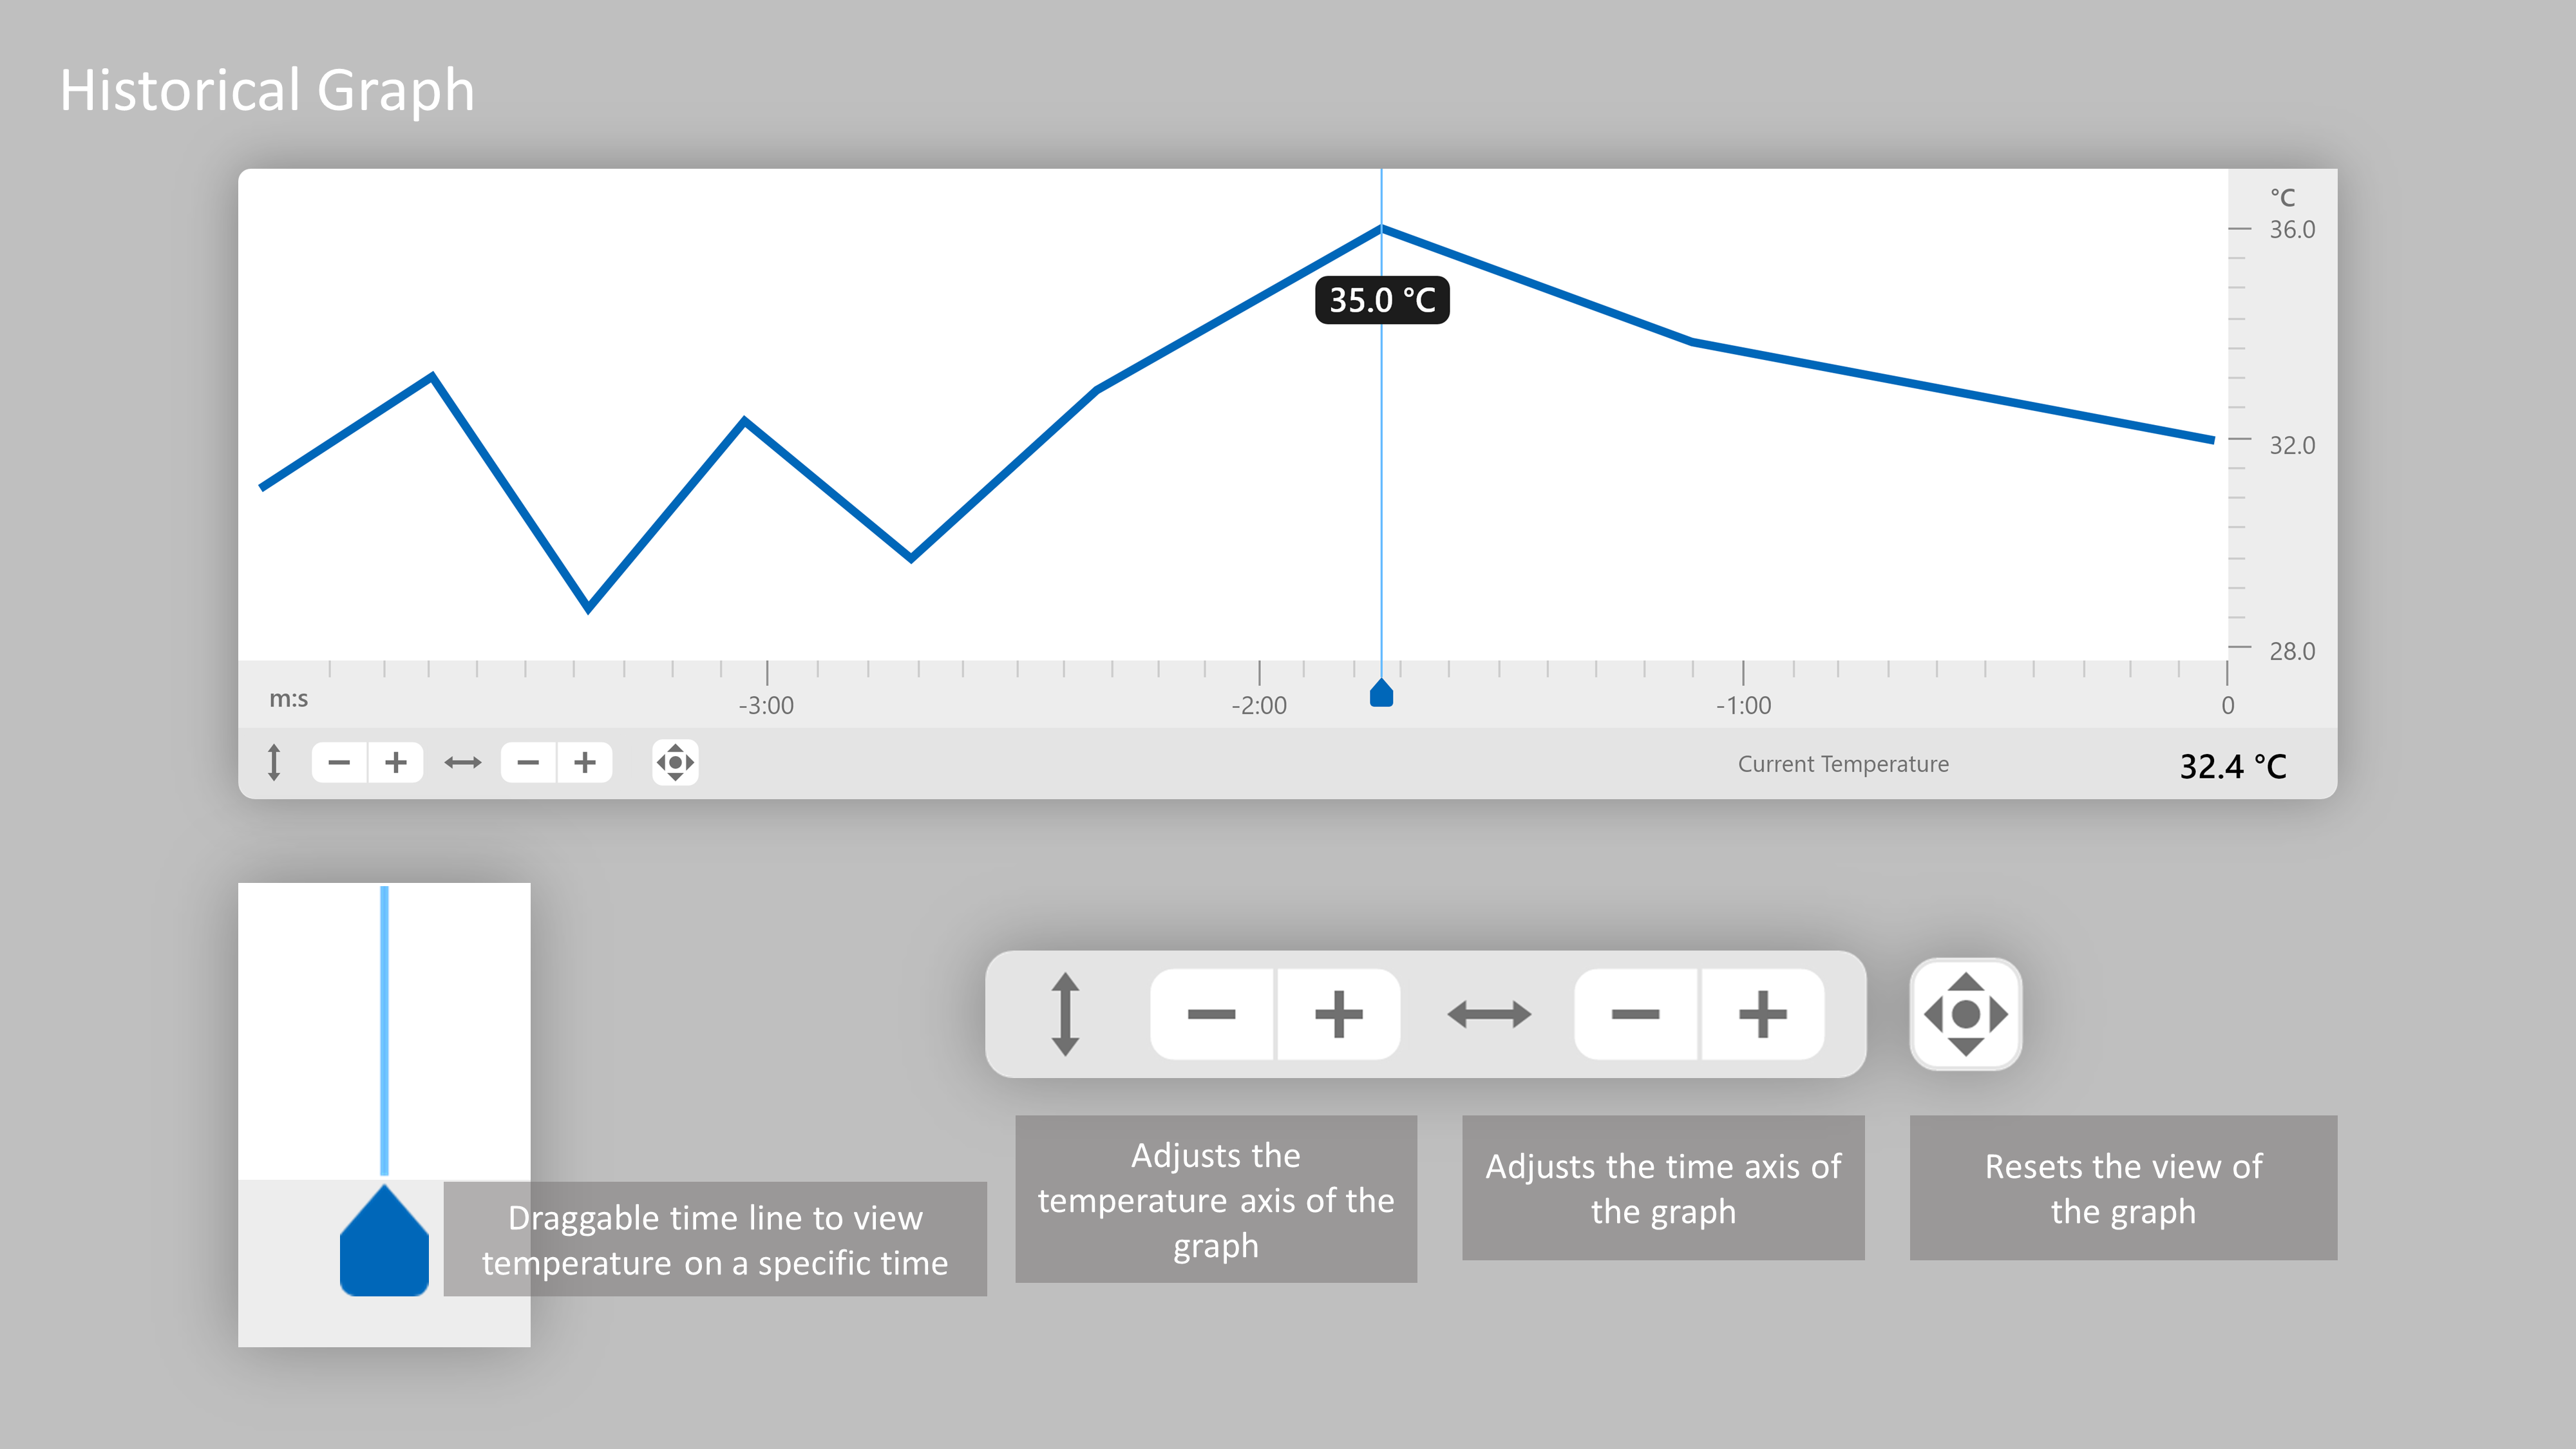 Historical Graph
°C
36.0
35.0 °C
32.0
28.0
m:s
-3:00
-2:00
-1:00
0
Current Temperature
32.4 °C
Draggable time line to view
temperature on a specific time
Adjusts the
temperature axis of the
graph
Adjusts the time axis of
the graph
Resets the view of
the graph